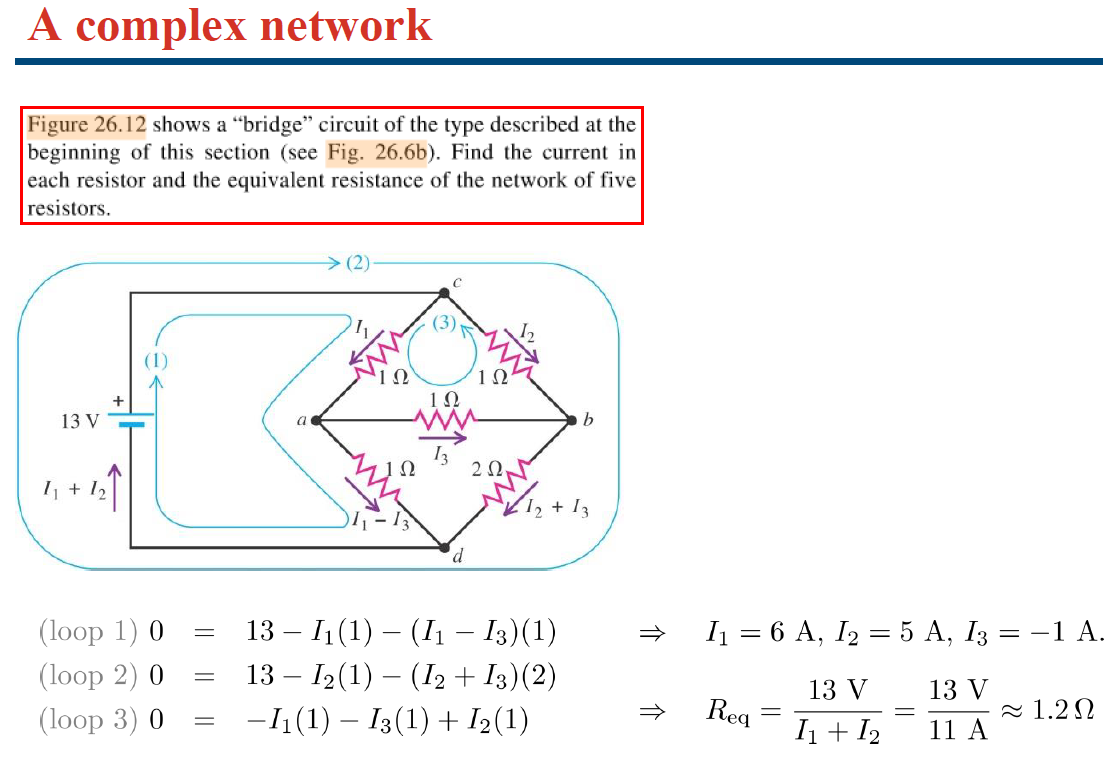 A complex network
Figure 26.12 shows a “bridge” circuit of the type described at the
beginning of this section (see Fig. 26.6b). Find the current in
each resistor and the equivalent resistance of the network of five
resistors.
(2)
c
I₁
(3)
I₂
(1)
1 Ω
1 Ω
+
1 Ω
13 V
a
b
I₃
1 Ω
2 Ω
I₁ + I₂
I₁ − I₃
I₂ + I₃
d
(loop 1) 0 = 13 − I₁(1) − (I₁ − I₃)(1) ⇒ I₁ = 6 A, I₂ = 5 A, I₃ = −1 A.
(loop 2) 0 = 13 − I₂(1) − (I₂ + I₃)(2)
(loop 3) 0 = −I₁(1) − I₃(1) + I₂(1) ⇒ R_eq = 13 V / (I₁ + I₂) = 13 V / 11 A ≈ 1.2 Ω